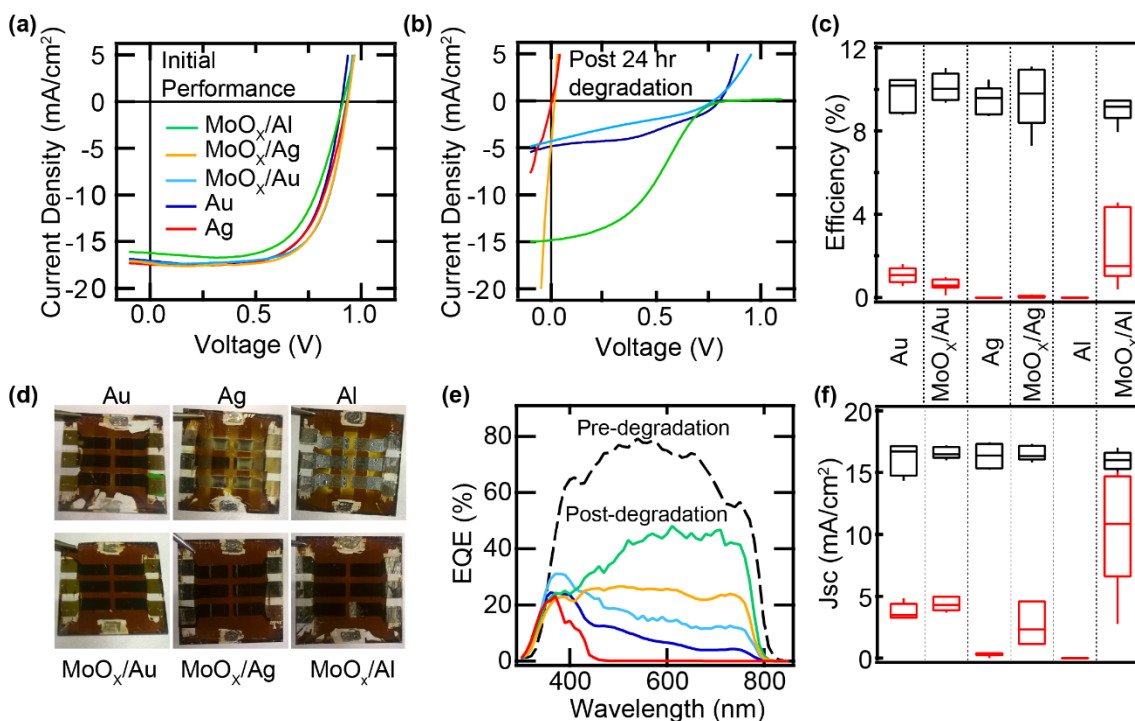 (a)
5
0
-5
-10
-15
-20
Current Density (mA/cm²)
Initial
Performance
MoOₓ/Al
MoOₓ/Ag
MoOₓ/Au
Au
Ag
0.0
0.5
1.0
Voltage (V)
(b)
5
0
-5
-10
-15
-20
Current Density (mA/cm²)
Post 24 hr
degradation
0.0
0.5
1.0
Voltage (V)
(c)
12
8
4
0
Efficiency (%)
Au
MoOₓ/Au
Ag
MoOₓ/Ag
Al
MoOₓ/Al
(d)
Au Ag Al
MoOₓ/Au MoOₓ/Ag MoOₓ/Al
(e)
80
60
40
20
0
EQE (%)
Pre-degradation
Post-degradation
400 600 800
Wavelength (nm)
(f)
20
15
10
5
0
Jsc (mA/cm²)